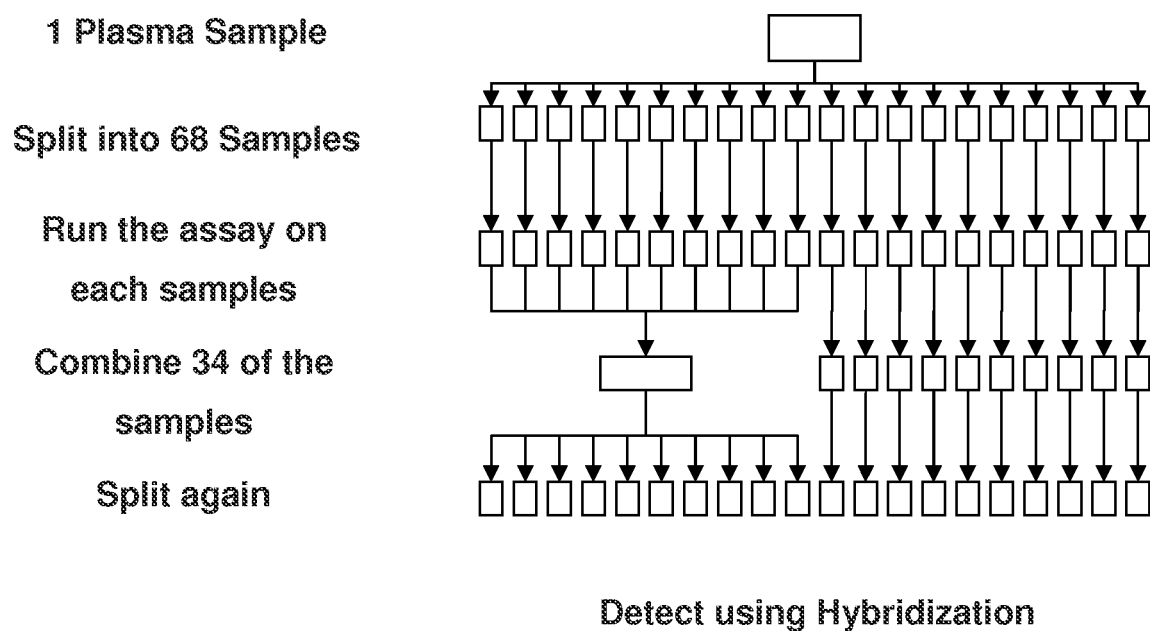 1 Plasma Sample
Split into 68 Samples
Run the assay on
each samples
Combine 34 of the
samples
Split again
Detect using Hybridization